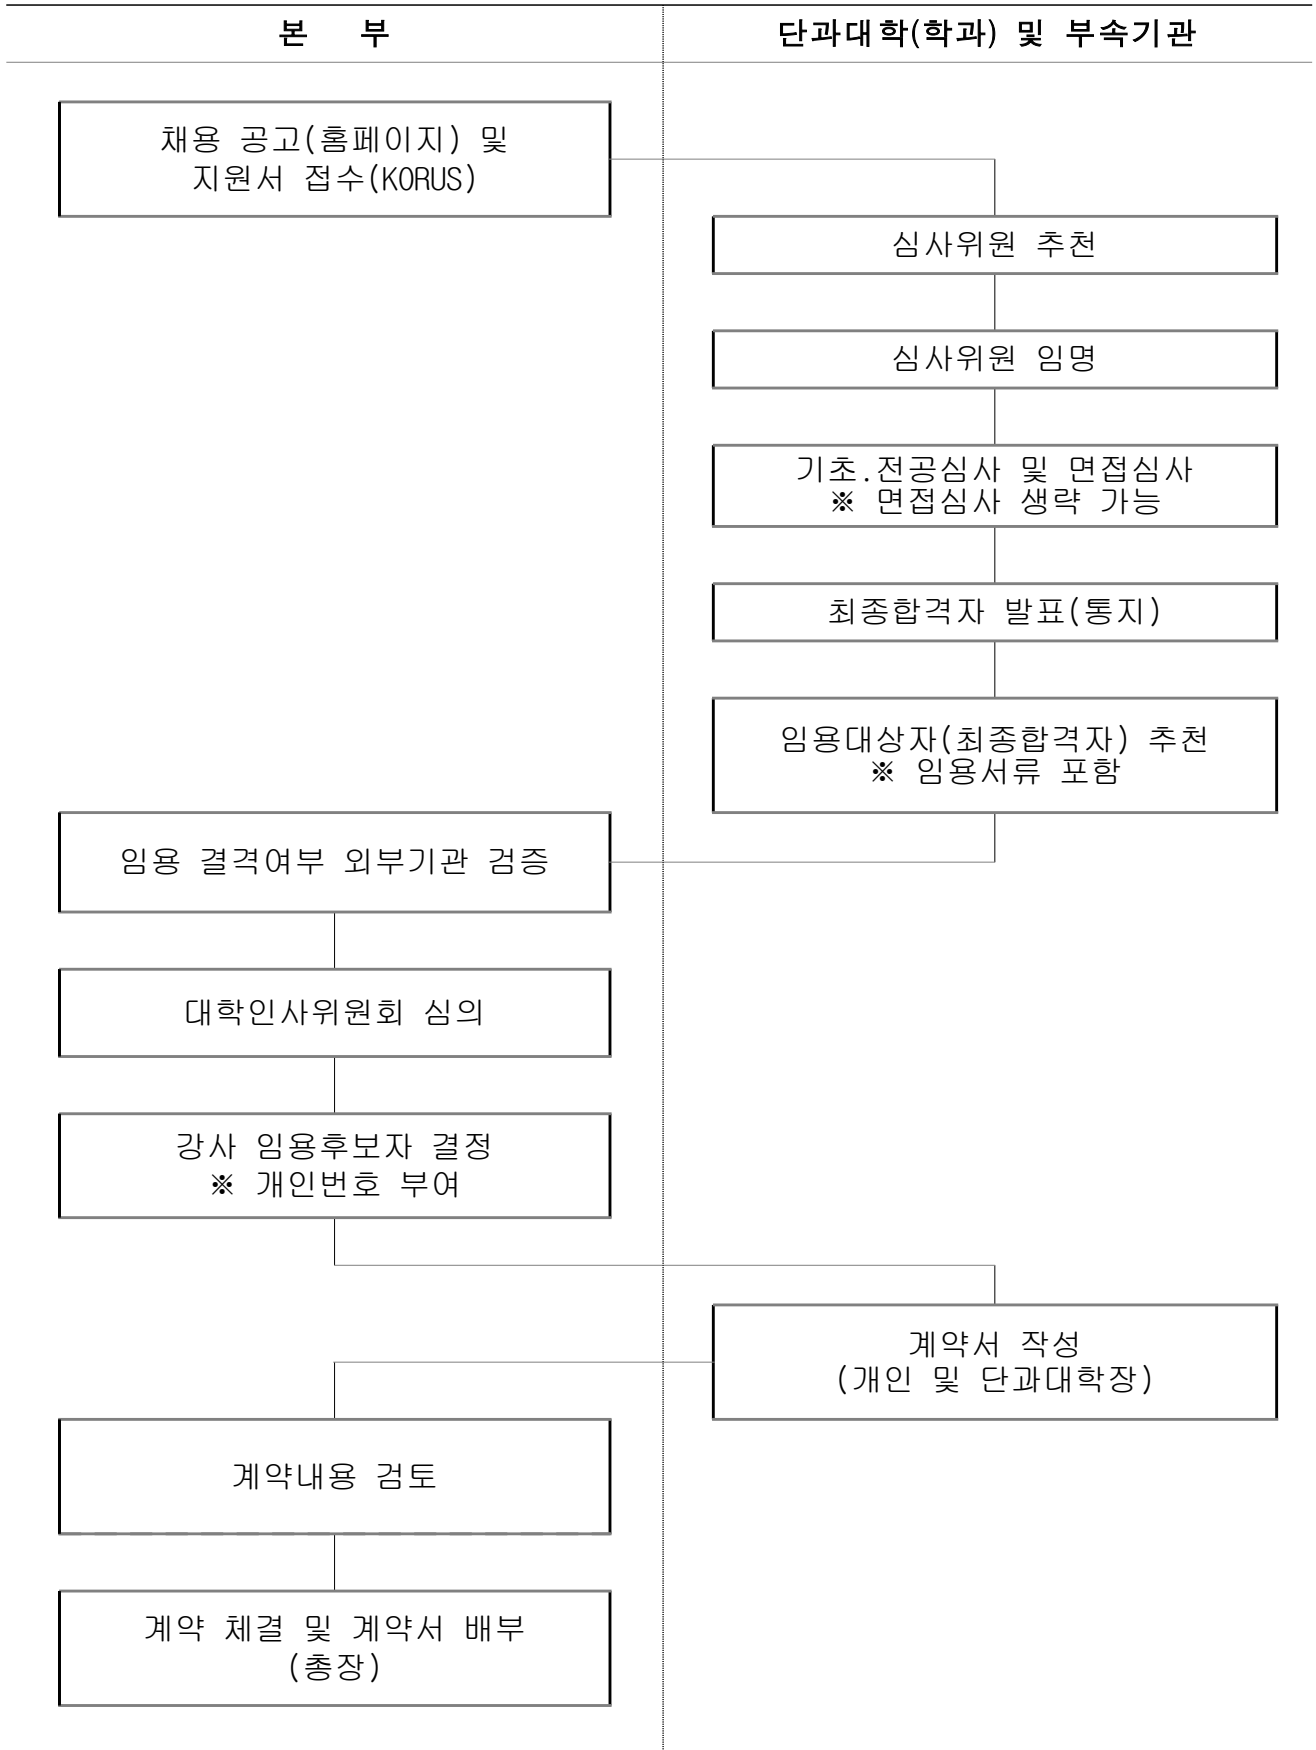 본 부
단과대학(학과) 및 부속기관
채용 공고(홈페이지) 및
지원서 접수(KORUS)
심사위원 추천
심사위원 임명
기초.전공심사 및 면접심사
※ 면접심사 생략 가능
최종합격자 발표(통지)
임용대상자(최종합격자) 추천
※ 임용서류 포함
임용 결격여부 외부기관 검증
대학인사위원회 심의
강사 임용후보자 결정
※ 개인번호 부여
계약서 작성
(개인 및 단과대학장)
계약내용 검토
계약 체결 및 계약서 배부
(총장)